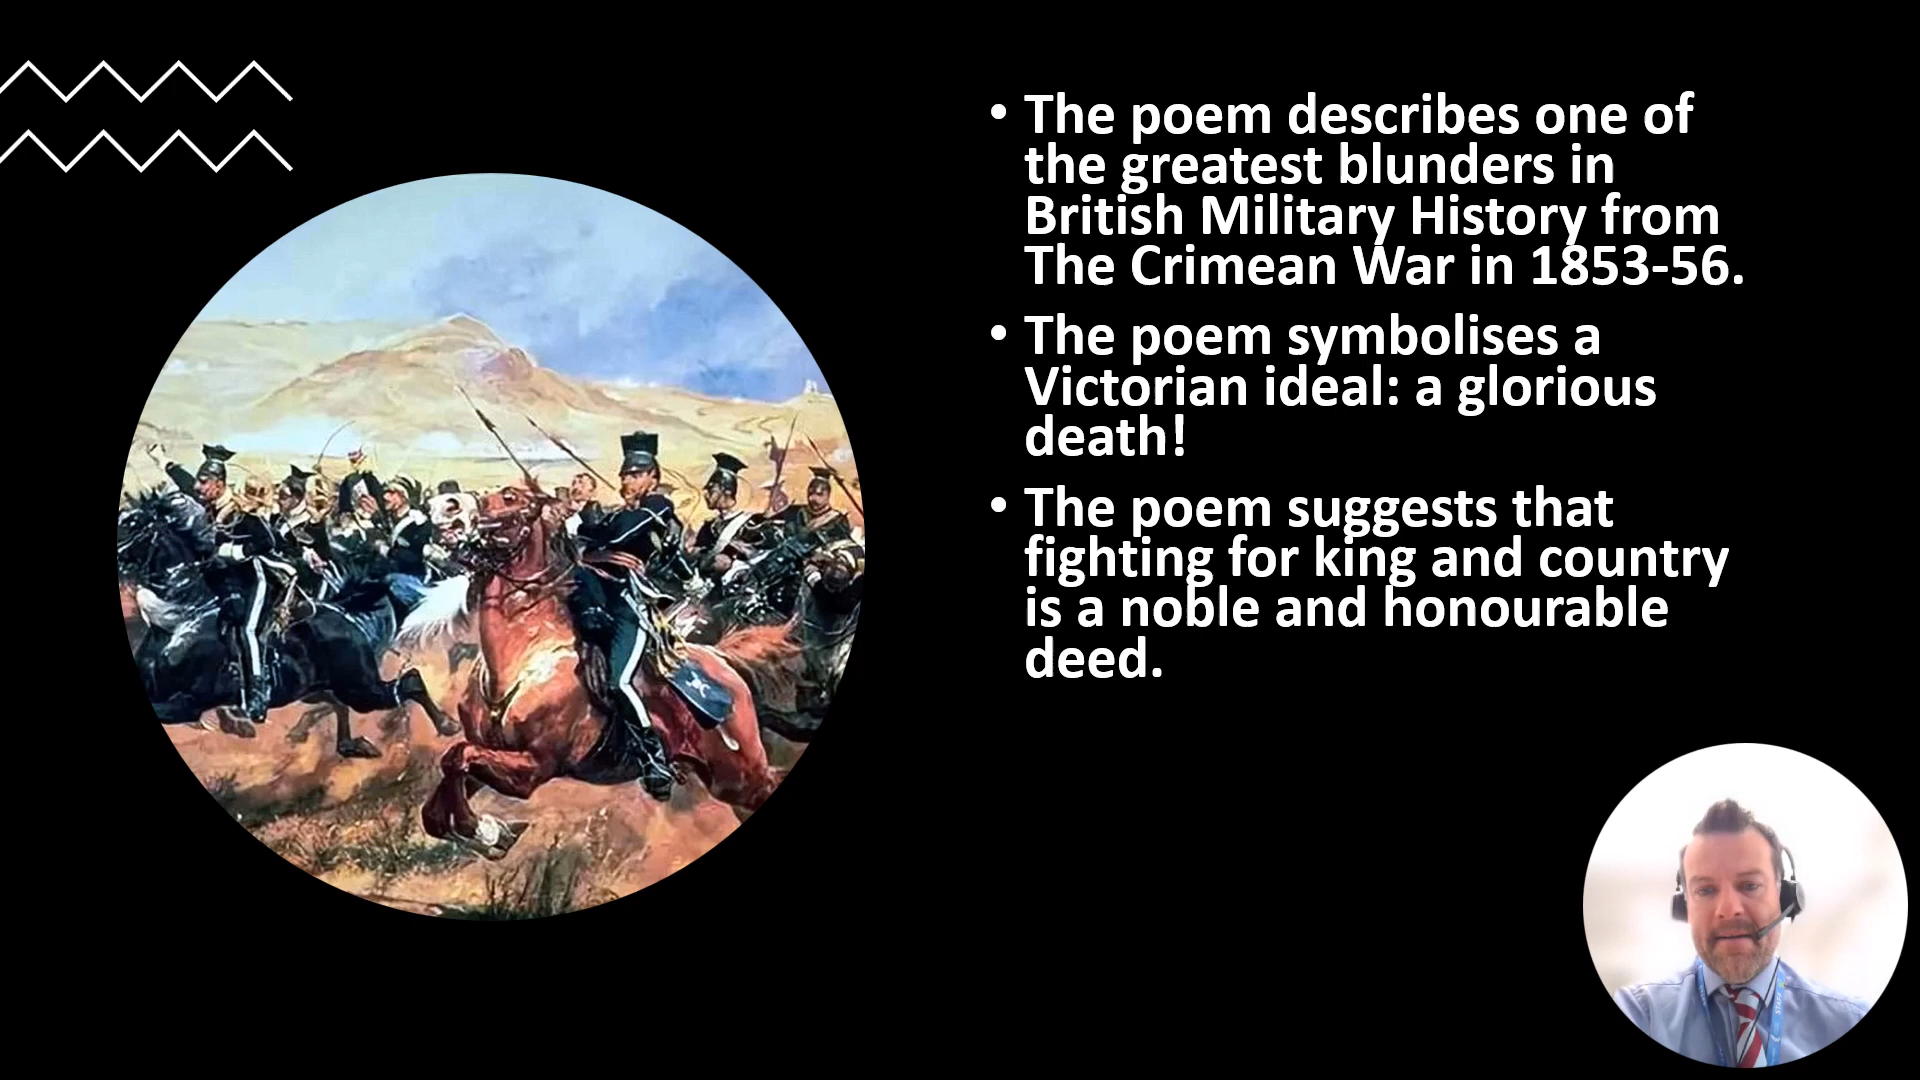 • The poem describes one of
the greatest blunders in
British Military History from
The Crimean War in 1853-56.
• The poem symbolises a
Victorian ideal: a glorious
death!
• The poem suggests that
fighting for king and country
is a noble and honourable
deed.